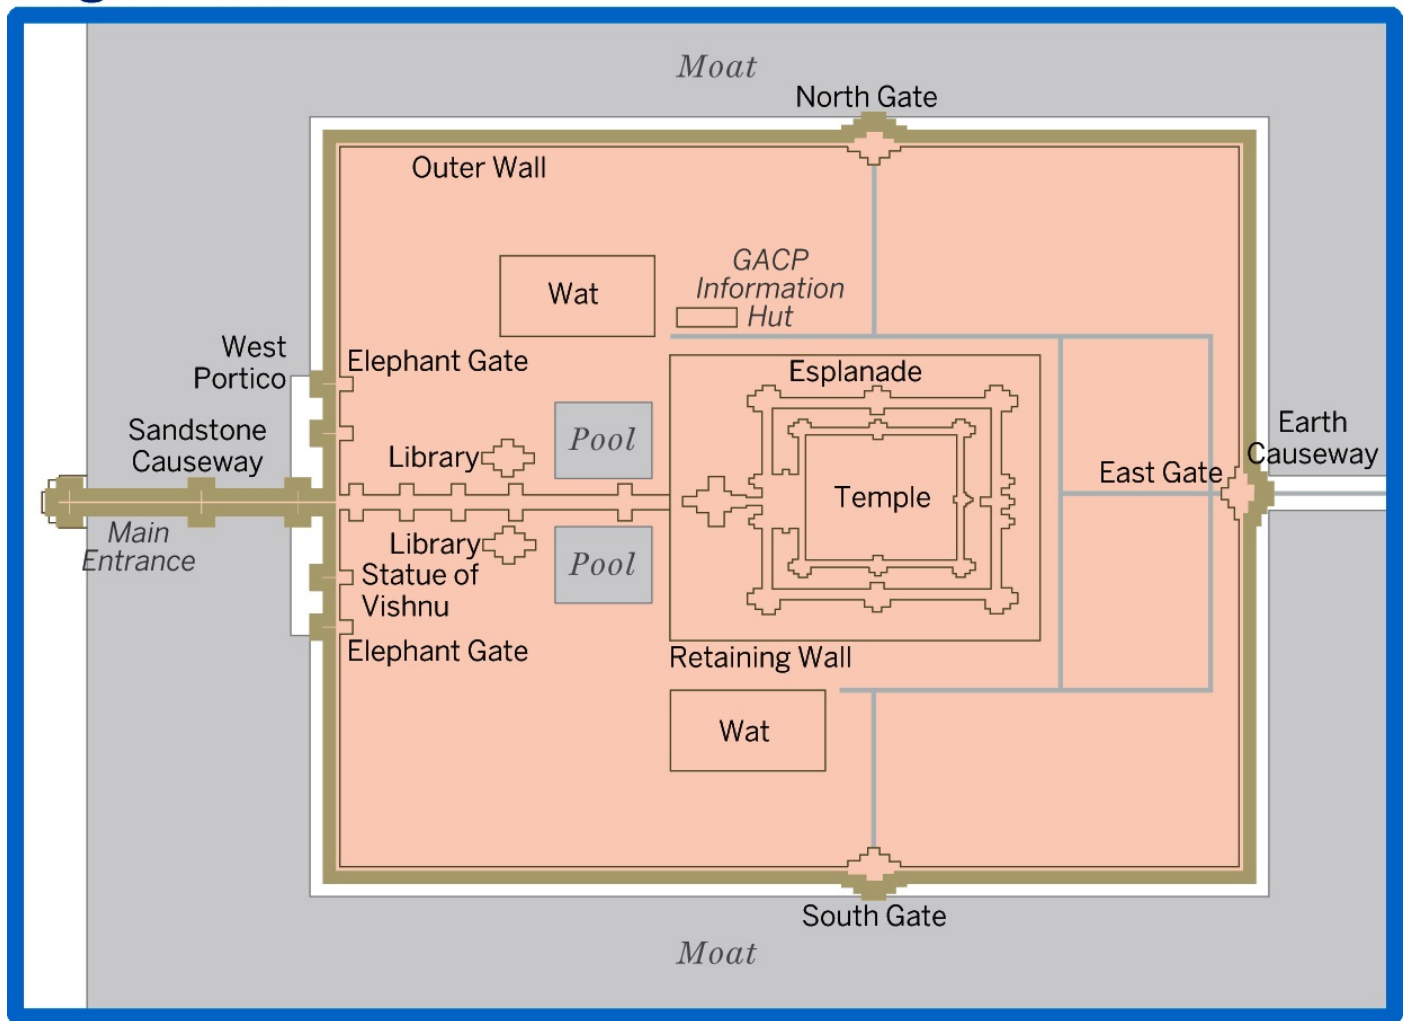 Moat
North Gate
Outer Wall
GACP
Information
Hut
Wat
West
Portico
Elephant Gate
Esplanade
Sandstone
Causeway
Library
Pool
Earth
Causeway
East Gate
Temple
Main
Entrance
Library
Pool
Statue of
Vishnu
Elephant Gate
Retaining Wall
Wat
South Gate
Moat